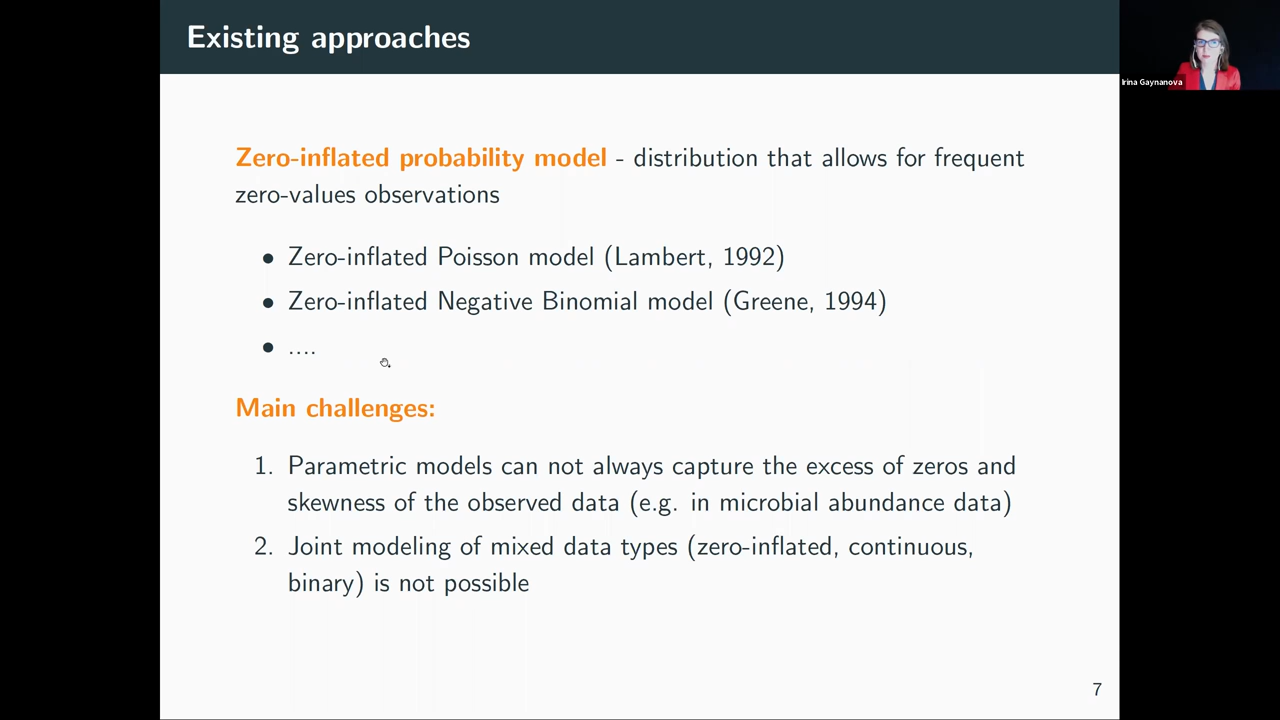 Existing approaches
Irina Gaynanova
Zero-inflated probability model - distribution that allows for frequent
zero-values observations
• Zero-inflated Poisson model (Lambert, 1992)
• Zero-inflated Negative Binomial model (Greene, 1994)
• ....
Main challenges:
1. Parametric models can not always capture the excess of zeros and
skewness of the observed data (e.g. in microbial abundance data)
2. Joint modeling of mixed data types (zero-inflated, continuous,
binary) is not possible
7